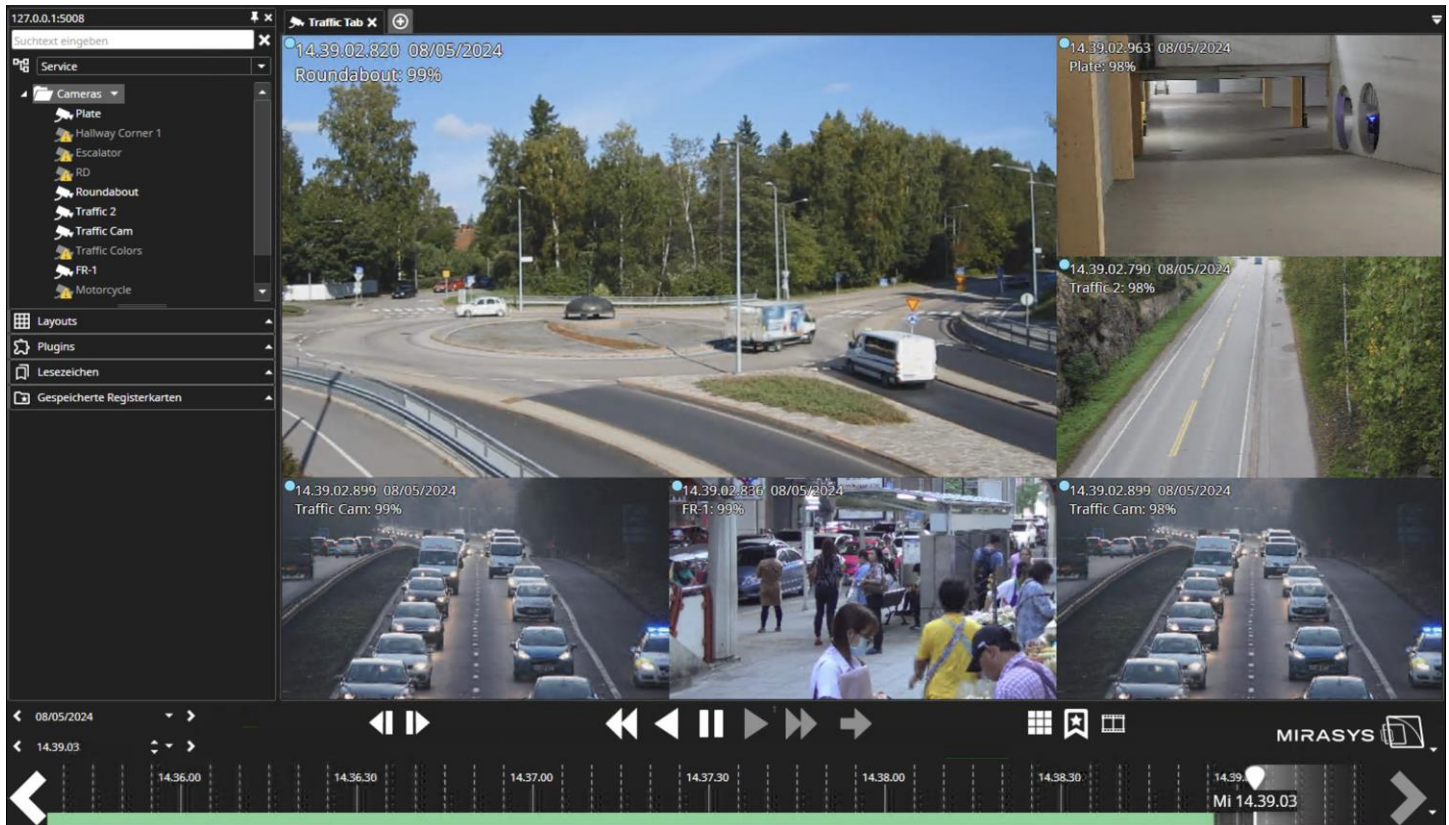 127.0.0.1:5008
Suchtext eingeben
Service
Cameras
Plate
Hallway Corner 1
Escalator
RD
Roundabout
Traffic 2
Traffic Cam
Traffic Colors
FR-1
Motorcycle
Layouts
Plugins
Lesezeichen
Gespeicherte Registerkarten
Traffic Tab
14.39.02.820 08/05/2024
Roundabout: 99%
14.39.02.963 08/05/2024
Plate: 98%
14.39.02.790 08/05/2024
Traffic 2: 98%
14.39.02.899 08/05/2024
Traffic Cam: 99%
14.39.02.836 08/05/2024
FR-1: 99%
14.39.02.899 08/05/2024
Traffic Cam: 98%
08/05/2024
14.39.03
1
MIRASYS
14.36.00 14.36.30 14.37.00 14.37.30 14.38.00 14.38.30 14.39.
Mi 14.39.03